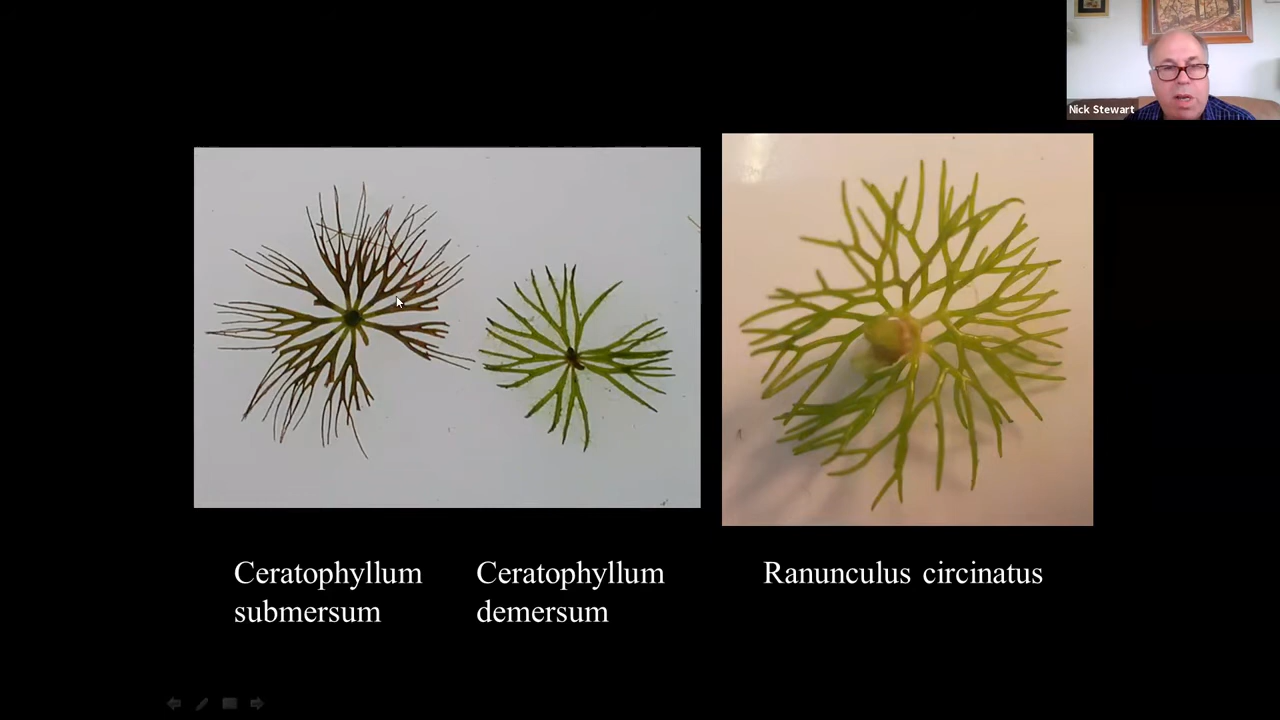 Nick Stewart
Ceratophyllum
submersum
Ceratophyllum
demersum
Ranunculus circinatus